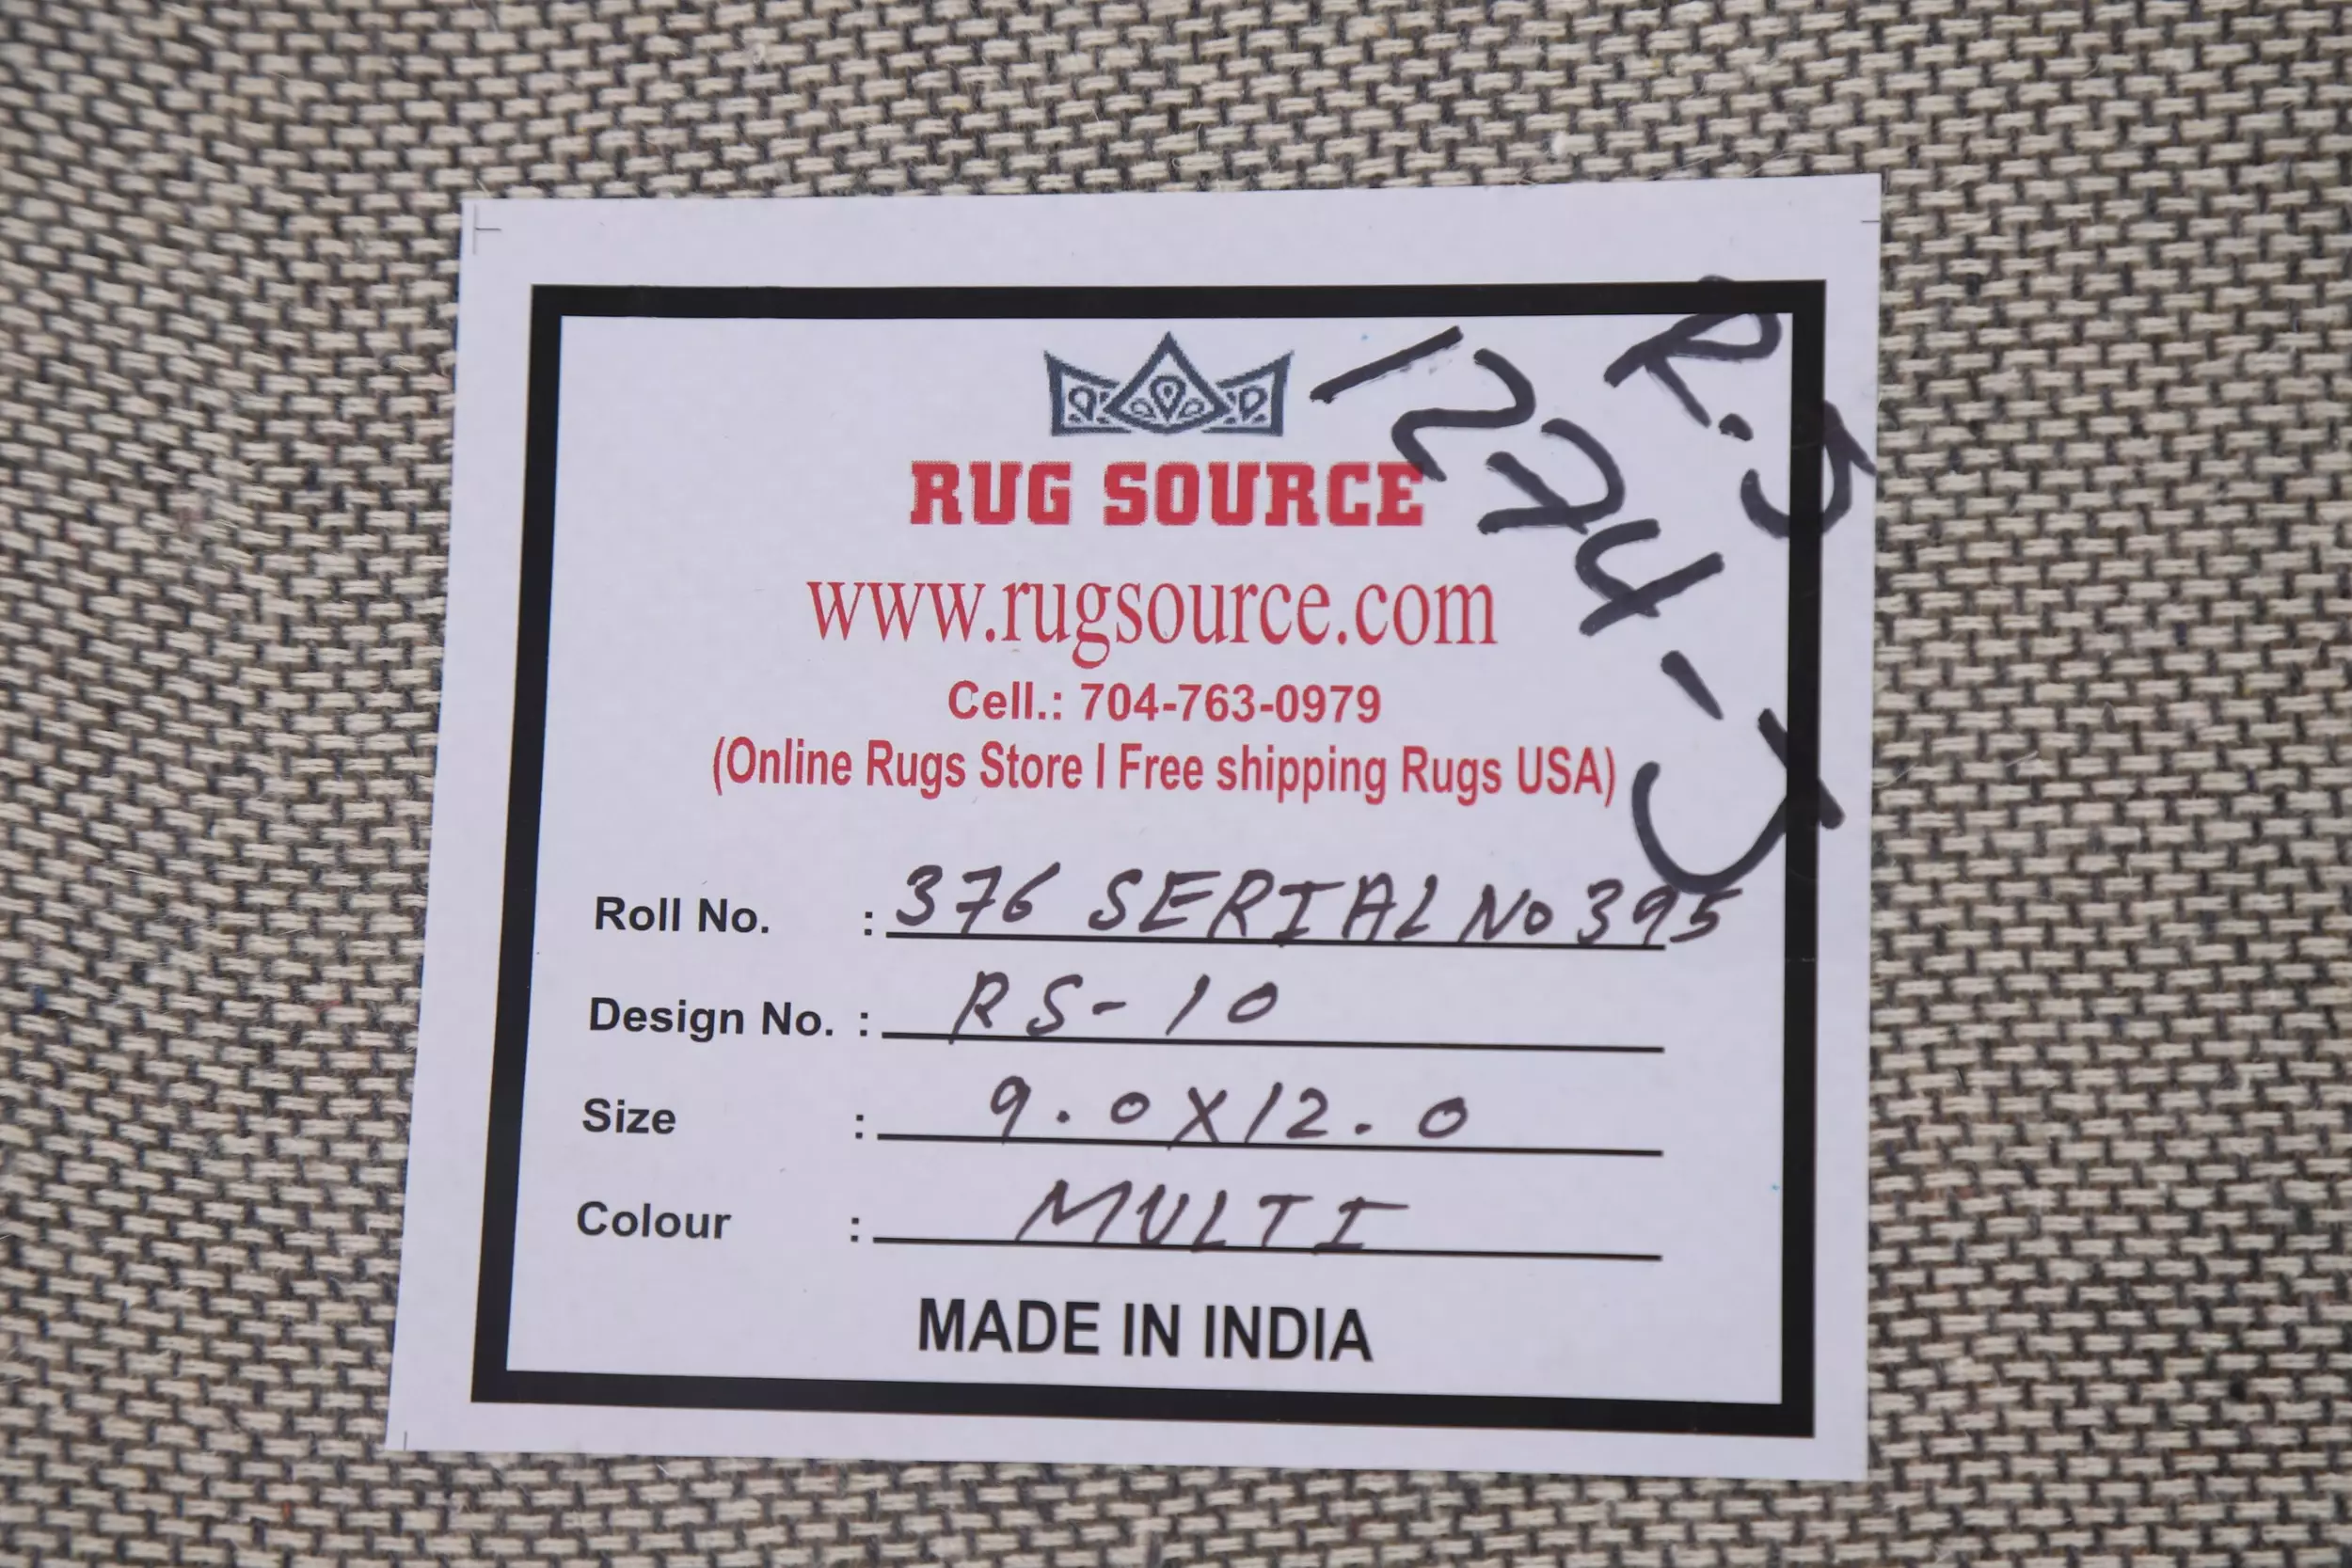 R.S
1274-J
RUG SOURCE
www.rugsource.com
Cell.: 704-763-0979
(Online Rugs Store I Free shipping Rugs USA)
Roll No. : 376 SERIAL No 395
Design No. : RS-10
Size : 9.0X12.0
Colour : MULTI
MADE IN INDIA